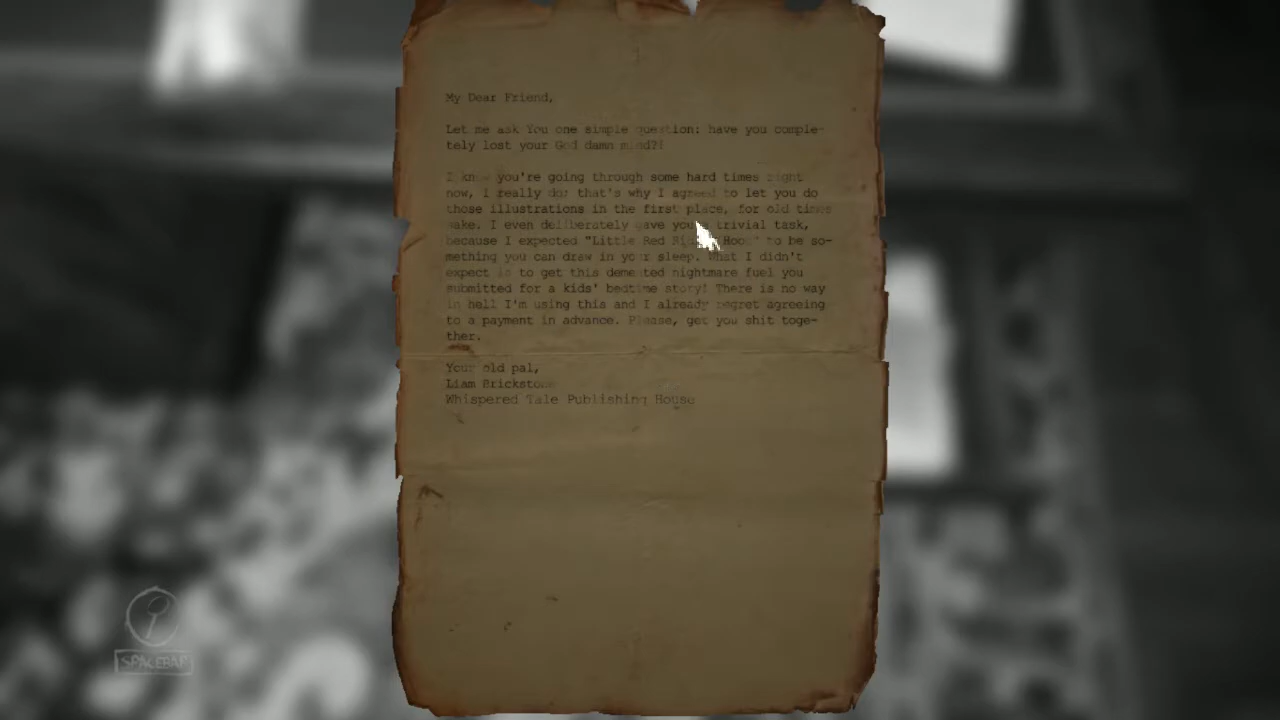 My Dear Friend,
Let me ask You one simple question: have you comple-
tely lost your God damn mind?!
I know you're going through some hard times right
now, I really do: that's why I agreed to let you do
those illustrations in the first place, for old times
sake. I even deliberately gave you a trivial task,
because I expected "Little Red Riding Hood" to be so-
mething you can draw in your sleep. What I didn't
expect is to get this demented nightmare fuel you
submitted for a kids' bedtime story! There is no way
in hell I'm using this and I already regret agreeing
to a payment in advance. Please, get you shit toge-
ther.
Your old pal,
Liam Brickstone
Whispered Tale Publishing House
SPACEBAR